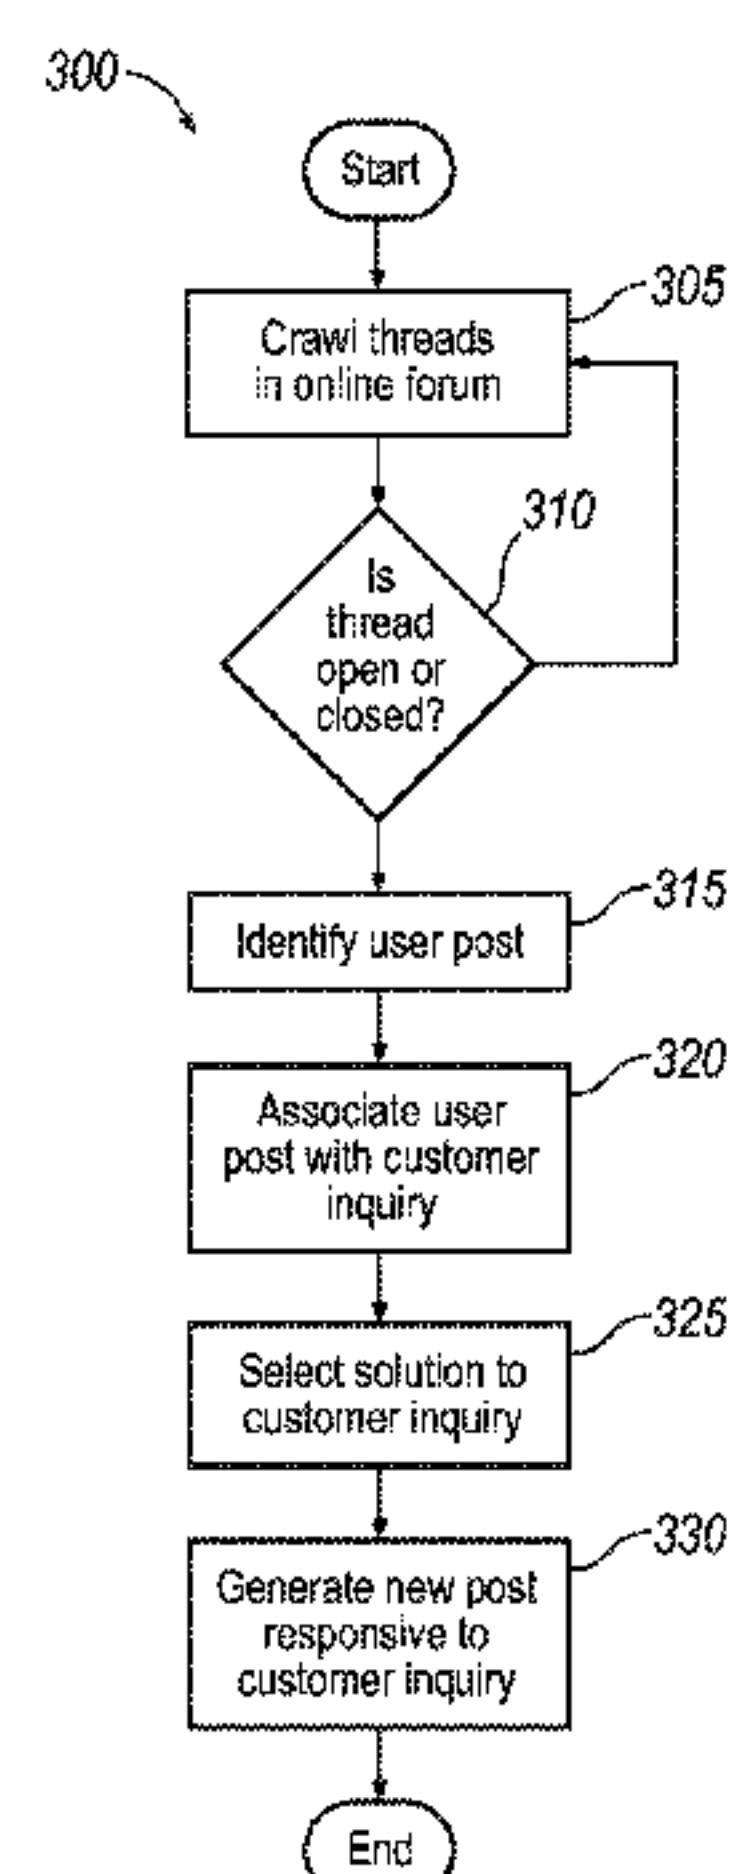 300
Start
305
Crawl threads
in online forum
310
Is
thread
open or
closed?
315
Identify user post
320
Associate user
post with customer
inquiry
325
Select solution to
customer inquiry
330
Generate new post
responsive to
customer inquiry
End